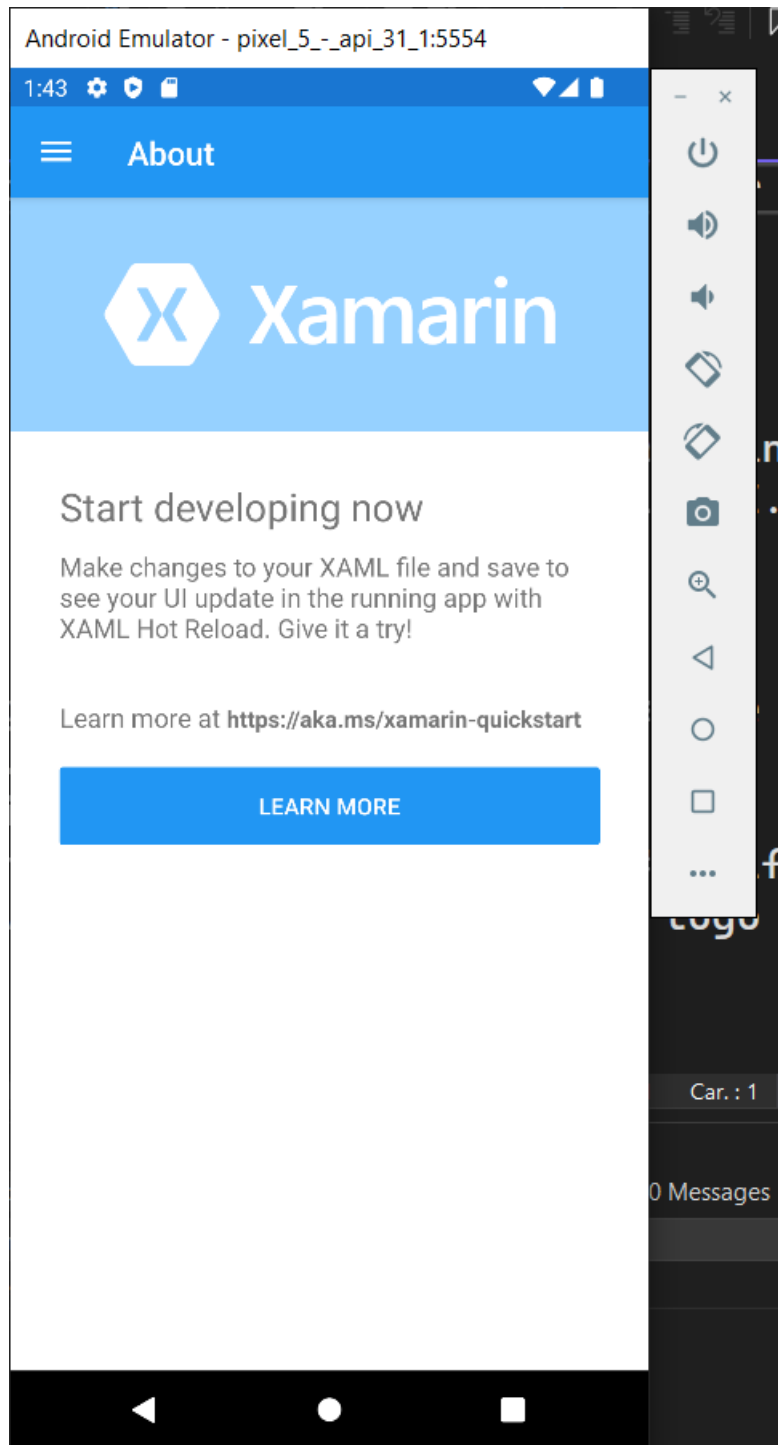 Android Emulator - pixel_5_-_api_31_1:5554
1:43
About
Xamarin
Start developing now
Make changes to your XAML file and save to
see your UI update in the running app with
XAML Hot Reload. Give it a try!
Learn more at https://aka.ms/xamarin-quickstart
LEARN MORE
Car. : 1
0 Messages